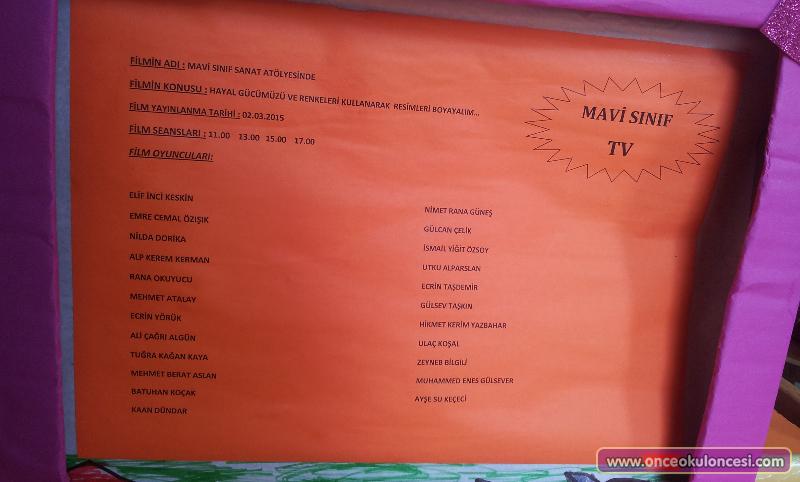 FİLMİN ADI : MAVİ SINIF SANAT ATÖLYESİNDE
FİLMİN KONUSU : HAYAL GÜCÜMÜZÜ VE RENKELERİ KULLANARAK RESİMLERİ BOYAYALIM...
FİLM YAYINLANMA TARİHİ : 02.03.2015
FİLM SEANSLARI : 11.00 13.00 15.00 17.00
FİLM OYUNCULARI:
MAVİ SINIF
TV
ELİF İNCİ KESKİN
EMRE CEMAL ÖZIŞIK
NİLDA DORİKA
ALP KEREM KERMAN
RANA OKUYUCU
MEHMET ATALAY
ECRİN YÖRÜK
ALİ ÇAĞRI ALGÜN
TUĞRA KAĞAN KAYA
MEHMET BERAT ASLAN
BATUHAN KOÇAK
KAAN DÜNDAR
NİMET RANA GÜNEŞ
GÜLCAN ÇELİK
İSMAİL YİĞİT ÖZSOY
UTKU ALPARSLAN
ECRİN TAŞDEMİR
GÜLSEV TAŞKIN
HİKMET KERİM YAZBAHAR
ULAÇ KOŞAL
ZEYNEB BİLGİLİ
MUHAMMED ENES GÜLSEVER
AYŞE SU KEÇECİ
www.onceokuloncesi.com